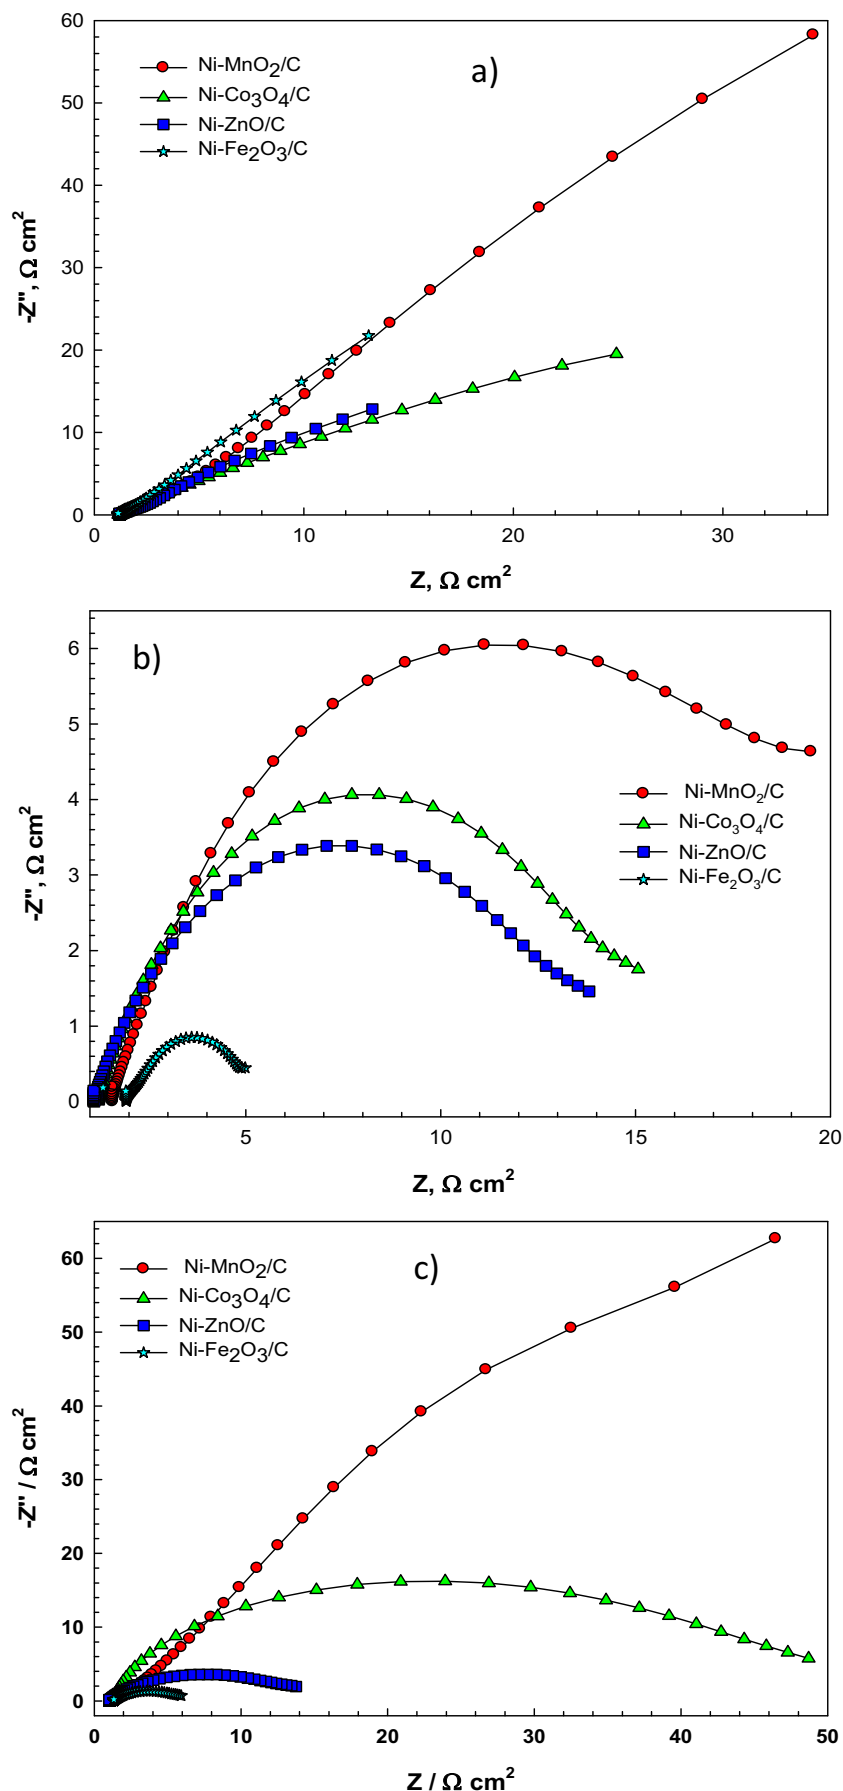 60
50
40
30
20
10
0
-Z", Ω cm²
Ni-MnO₂/C
Ni-Co₃O₄/C
Ni-ZnO/C
Ni-Fe₂O₃/C
a)
0 10 20 30
Z, Ω cm²
6
5
4
3
2
1
0
-Z", Ω cm²
b)
Ni-MnO₂/C
Ni-Co₃O₄/C
Ni-ZnO/C
Ni-Fe₂O₃/C
5 10 15 20
Z, Ω cm²
60
50
40
30
20
10
0
-Z" / Ω cm²
Ni-MnO₂/C
Ni-Co₃O₄/C
Ni-ZnO/C
Ni-Fe₂O₃/C
c)
0 10 20 30 40 50
Z / Ω cm²